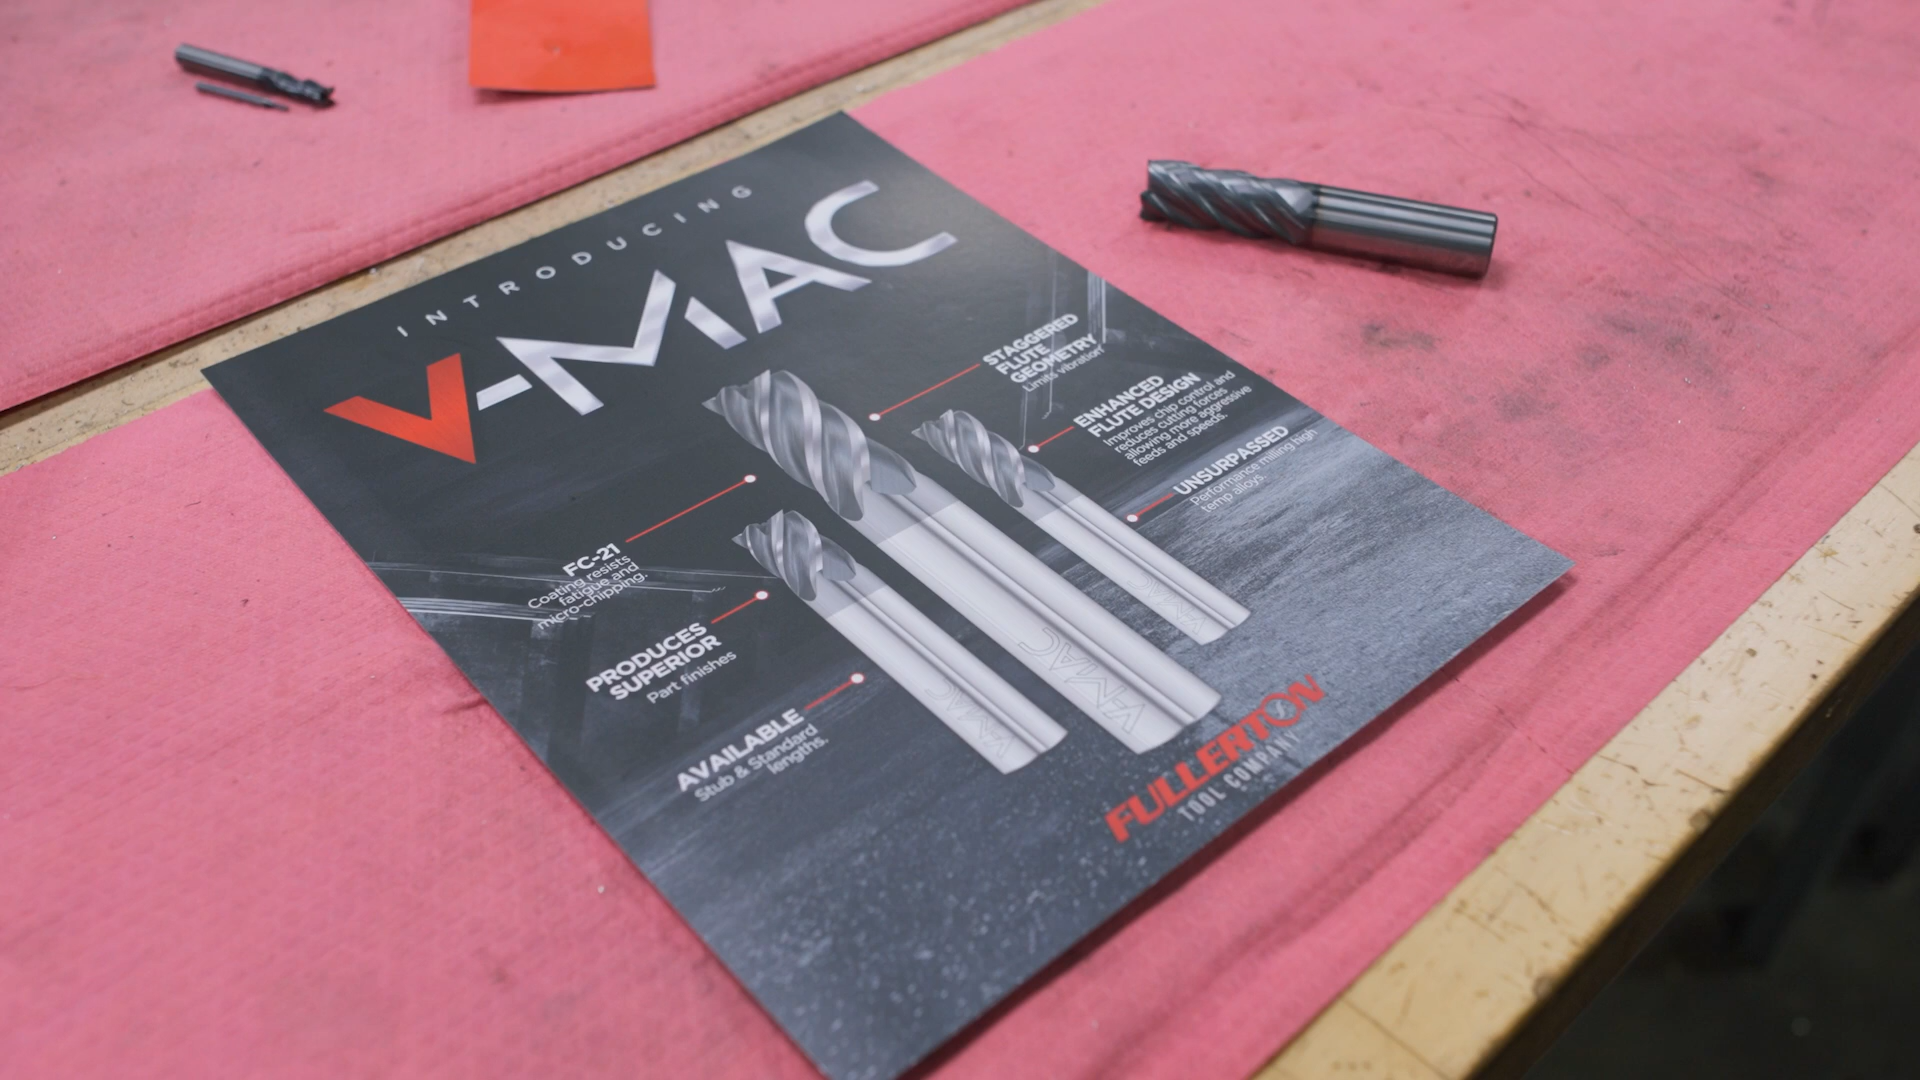 INTRODUCING
V-MAC
STAGGERED
FLUTE
GEOMETRY
Limits vibration
ENHANCED
FLUTE DESIGN
Improves chip control and
reduces cutting forces
allowing more aggressive
feeds and speeds.
UNSURPASSED
Performance milling high
temp alloys.
FC-21
Coating resists
fatigue and
micro-chipping.
PRODUCES
SUPERIOR
Part finishes
AVAILABLE
Stub & Standard
lengths.
V-MAC
V-MAC
V-MAC
FULLERTON
TOOL COMPANY